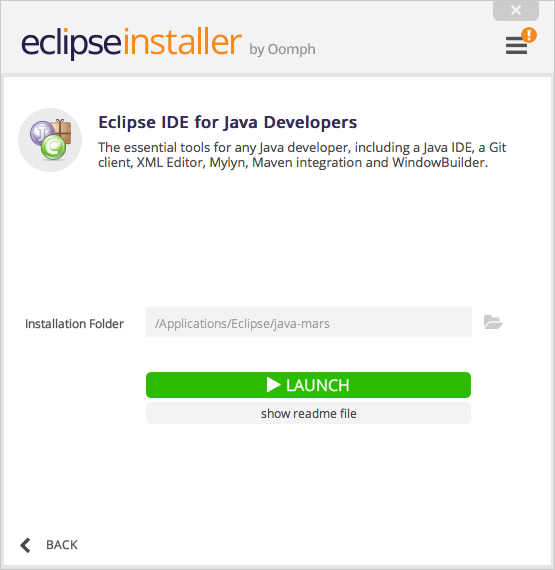 eclipseinstaller by Oomph
!
Eclipse IDE for Java Developers
The essential tools for any Java developer, including a Java IDE, a Git
client, XML Editor, Mylyn, Maven integration and WindowBuilder.
J
C
Installation Folder /Applications/Eclipse/java-mars
LAUNCH
show readme file
BACK